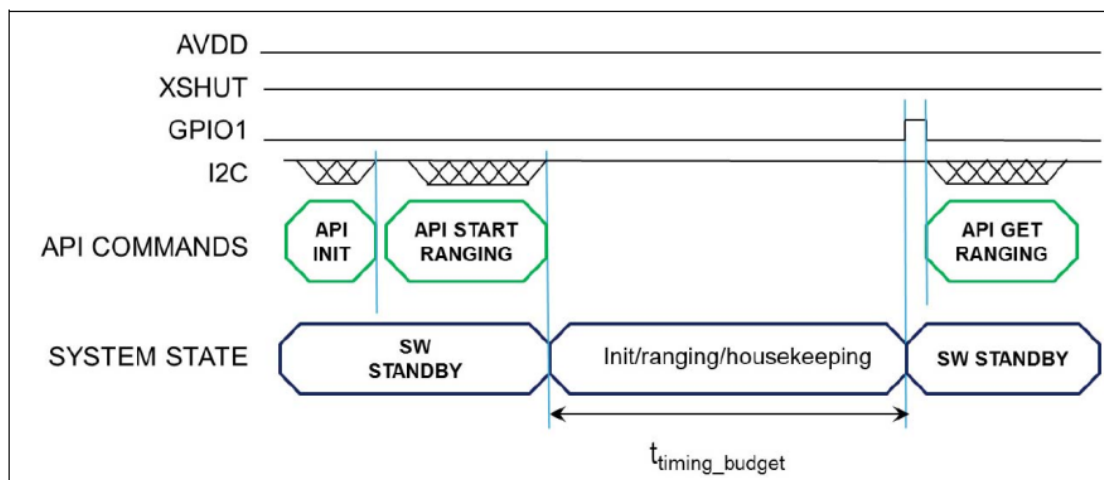 AVDD
XSHUT
GPIO1
I2C
API COMMANDS
API
INIT
API START
RANGING
API GET
RANGING
SYSTEM STATE
SW
STANDBY
Init/ranging/housekeeping
SW STANDBY
ttiming_budget